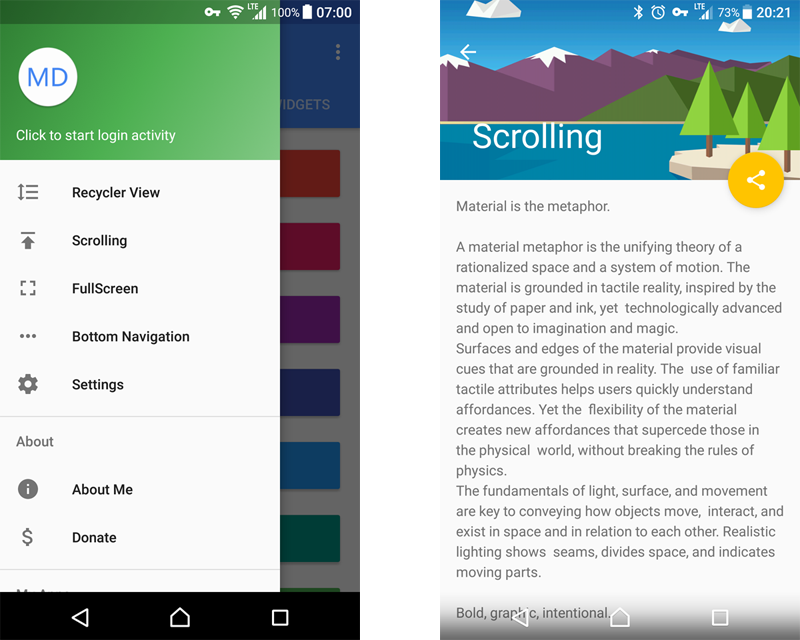 LTE 100% 07:00
MD
Click to start login activity
IDGETS
Recycler View
Scrolling
FullScreen
Bottom Navigation
Settings
About
About Me
Donate
LTE 73% 20:21
Scrolling
Material is the metaphor.
A material metaphor is the unifying theory of a
rationalized space and a system of motion. The
material is grounded in tactile reality, inspired by the
study of paper and ink, yet  technologically advanced
and open to imagination and magic.
Surfaces and edges of the material provide visual
cues that are grounded in reality. The  use of familiar
tactile attributes helps users quickly understand
affordances. Yet the  flexibility of the material
creates new affordances that supercede those in
the physical  world, without breaking the rules of
physics.
The fundamentals of light, surface, and movement
are key to conveying how objects move,  interact, and
exist in space and in relation to each other. Realistic
lighting shows  seams, divides space, and indicates
moving parts.
Bold, graphic, intentional.